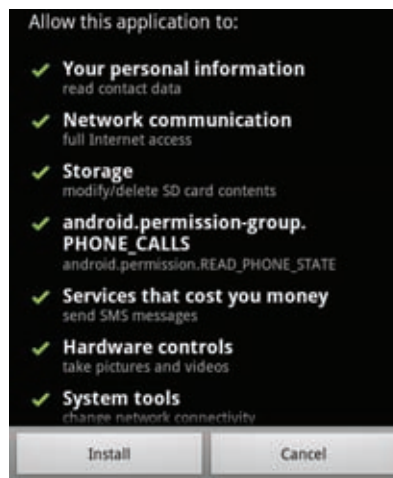 Allow this application to:
Your personal information
read contact data
Network communication
full Internet access
Storage
modify/delete SD card contents
android.permission-group.
PHONE_CALLS
android.permission.READ_PHONE_STATE
Services that cost you money
send SMS messages
Hardware controls
take pictures and videos
System tools
change network connectivity
Install
Cancel